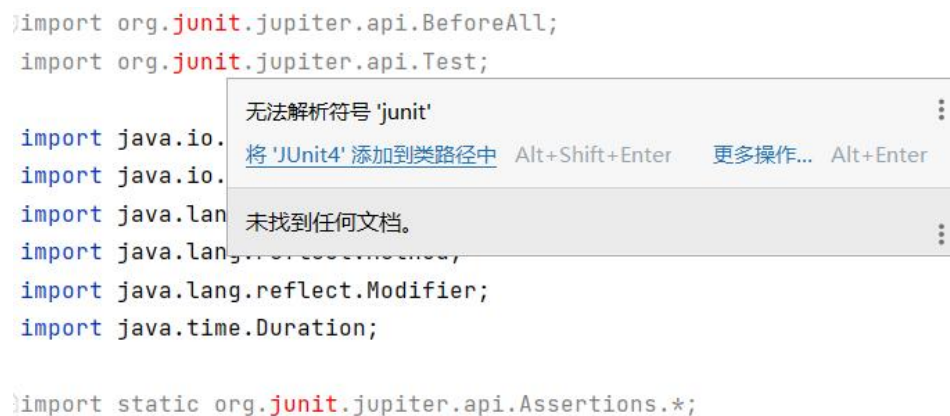 import org.junit.jupiter.api.BeforeAll;
import org.junit.jupiter.api.Test;
无法解析符号 'junit'
import java.io.
将 'JUnit4' 添加到类路径中 Alt+Shift+Enter 更多操作... Alt+Enter
import java.io.
import java.lan
未找到任何文档。
import java.lang.reflect.Method;
import java.lang.reflect.Modifier;
import java.time.Duration;
import static org.junit.jupiter.api.Assertions.*;